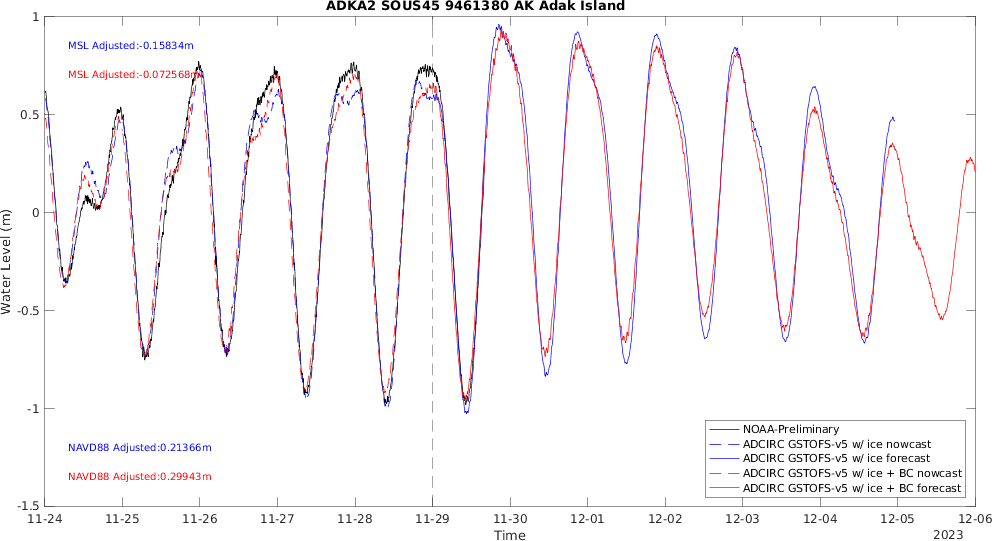 ADKA2 SOUS45 9461380 AK Adak Island
1
MSL Adjusted:-0.15834m
MSL Adjusted:-0.072568m
0.5
0
Water Level (m)
-0.5
-1
NAVD88 Adjusted:0.21366m
NAVD88 Adjusted:0.29943m
-1.5
NOAA-Preliminary
ADCIRC GSTOFS-v5 w/ ice nowcast
ADCIRC GSTOFS-v5 w/ ice forecast
ADCIRC GSTOFS-v5 w/ ice + BC nowcast
ADCIRC GSTOFS-v5 w/ ice + BC forecast
11-24 11-25 11-26 11-27 11-28 11-29 11-30 12-01 12-02 12-03 12-04 12-05 12-06
Time
2023